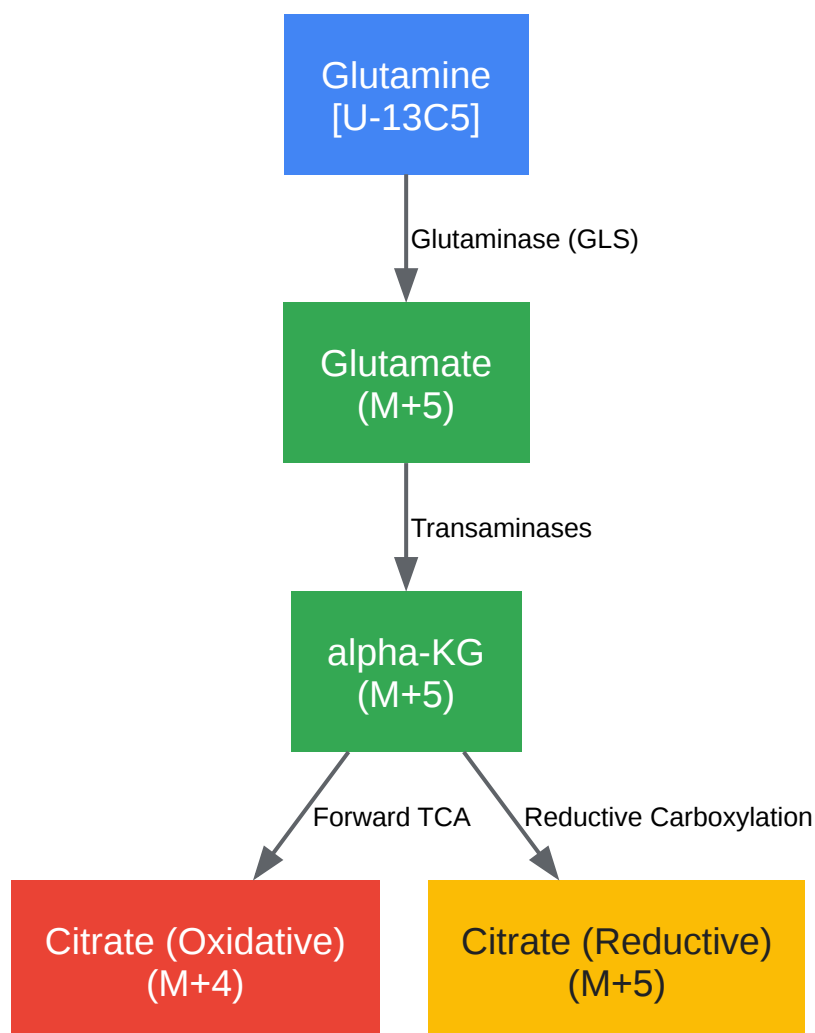 Glutamine
[U-13C5]
Glutaminase (GLS)
Glutamate
(M+5)
Transaminases
alpha-KG
(M+5)
Forward TCA
Reductive Carboxylation
Citrate (Oxidative)
(M+4)
Citrate (Reductive)
(M+5)